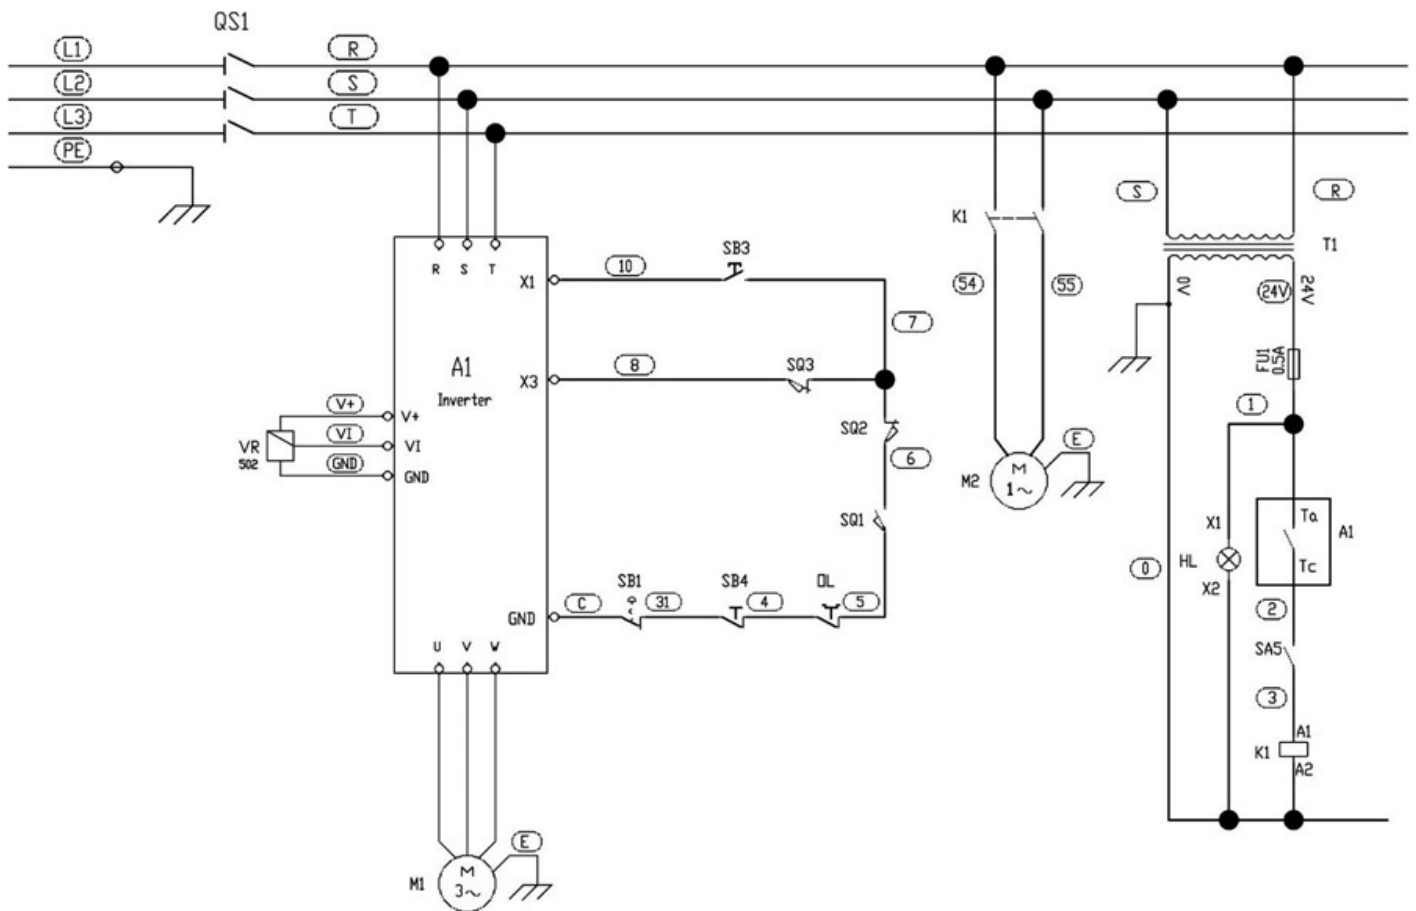 QS1
L1
R
L2
S
L3
T
PE
S
R
K1
T1
R S T
SB3
X1
10
54
55
0V
24V
24V
7
A1
Inverter
X3
8
SQ3
FU1
0.5A
V+
V+
1
VR
502
VI
VI
SQ2
E
GND
GND
6
M2
M
1~
SQ1
X1
Ta
A1
HL
0
X2
Tc
SB1
SB4
OL
GND
C
31
4
5
2
U V W
SA5
3
A1
K1
A2
E
M1
M
3~